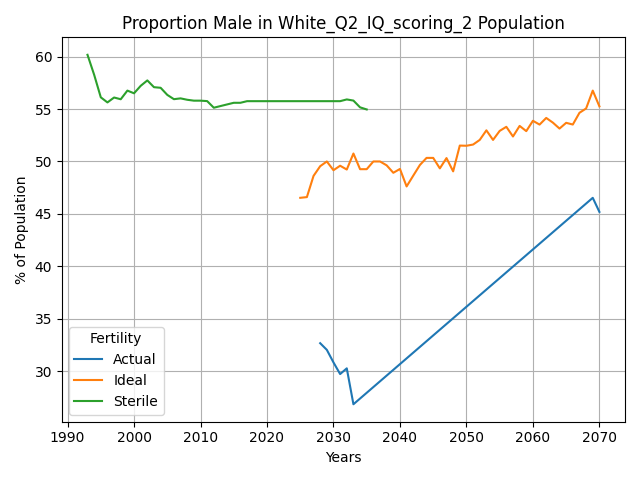 Proportion Male in White_Q2_IQ_scoring_2 Population
% of Population
60
55
50
45
40
35
30
Fertility
Actual
Ideal
Sterile
1990 2000 2010 2020 2030 2040 2050 2060 2070
Years